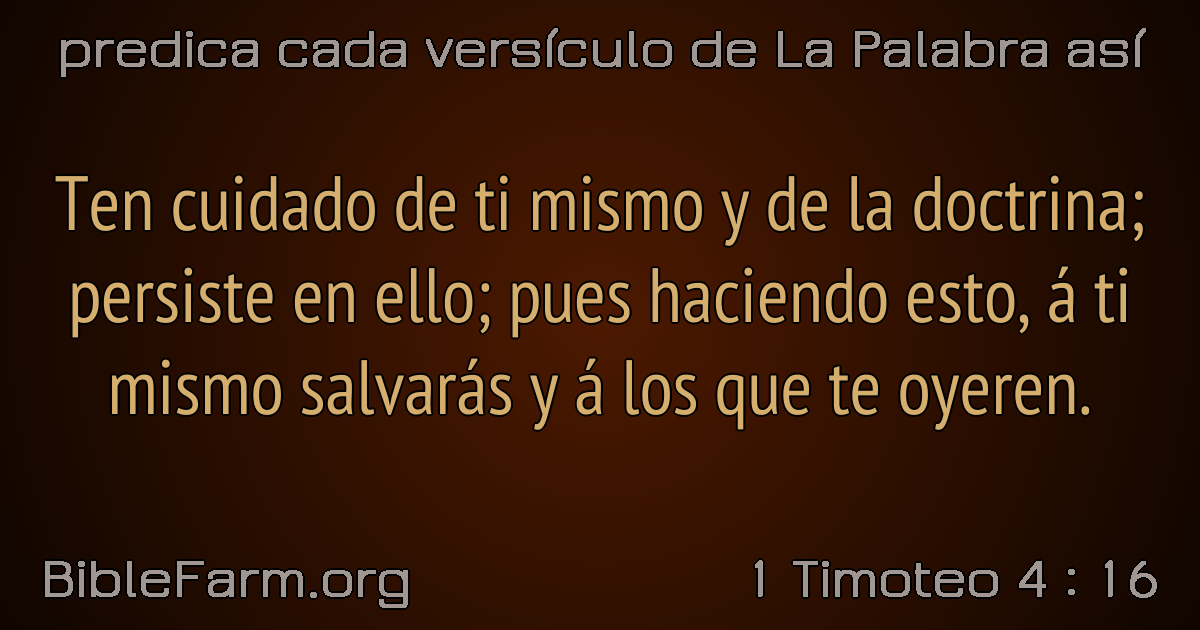 predica cada versículo de La Palabra así
Ten cuidado de ti mismo y de la doctrina;
persiste en ello; pues haciendo esto, á ti
mismo salvarás y á los que te oyeren.
BibleFarm.org
1 Timoteo 4 : 16